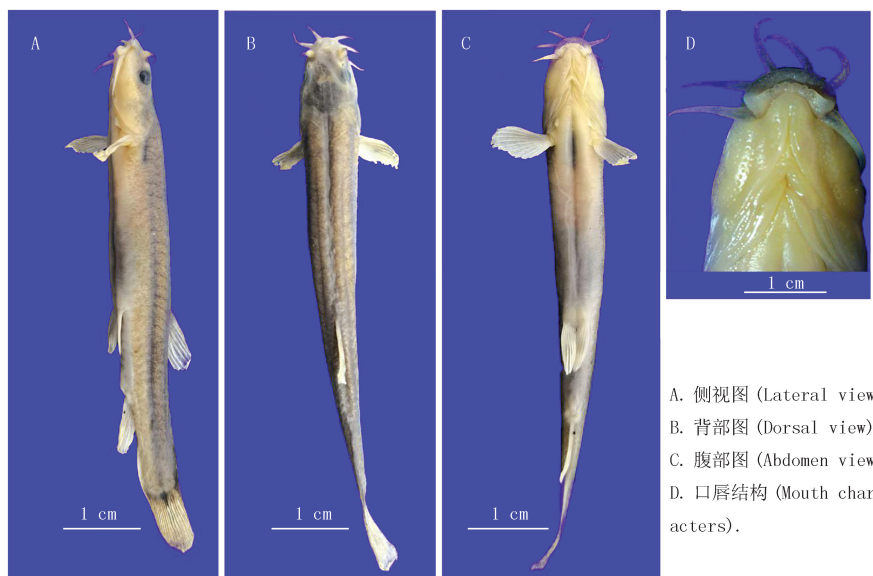 A
B
C
D
1 cm
1 cm
1 cm
1 cm
A. 侧视图 (Lateral view
B. 背部图 (Dorsal view)
C. 腹部图 (Abdomen view
D. 口唇结构 (Mouth char
acters).